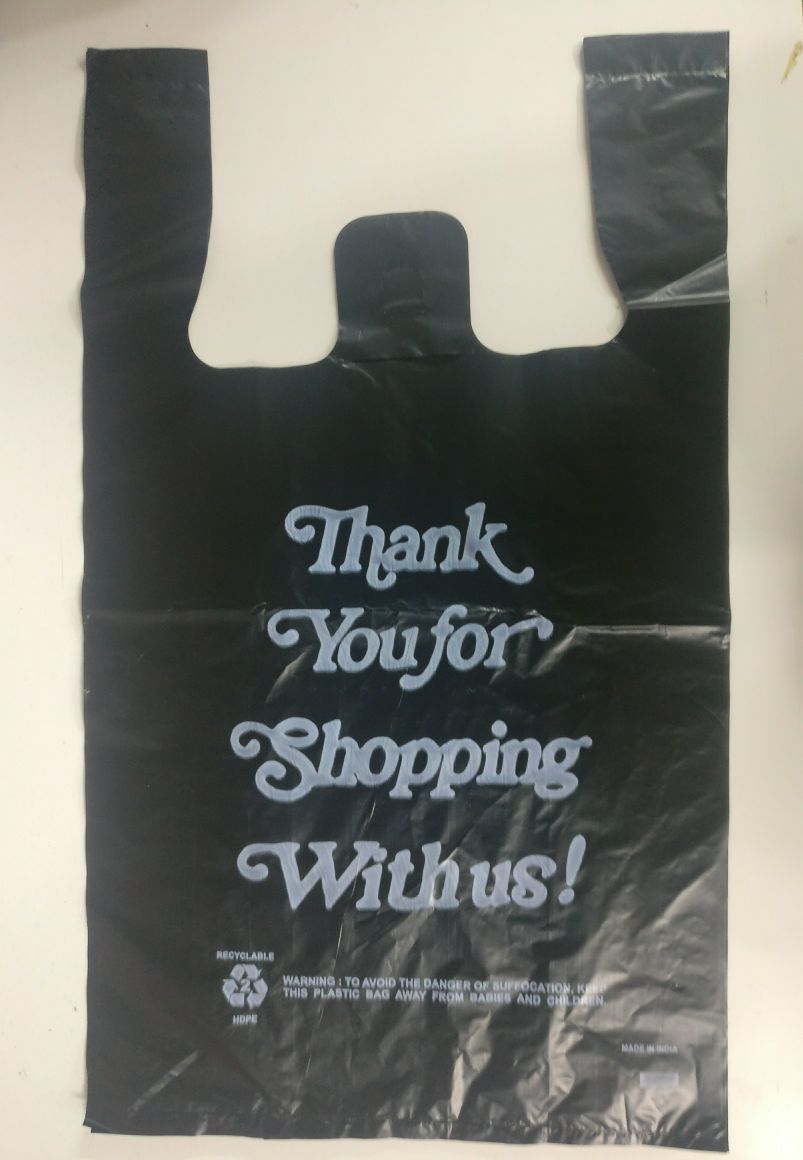 Thank
You for
Shopping
With us!
RECYCLABLE
2
HDPE
WARNING : TO AVOID THE DANGER OF SUFFOCATION, KEEP
THIS PLASTIC BAG AWAY FROM BABIES AND CHILDREN.
MADE IN INDIA